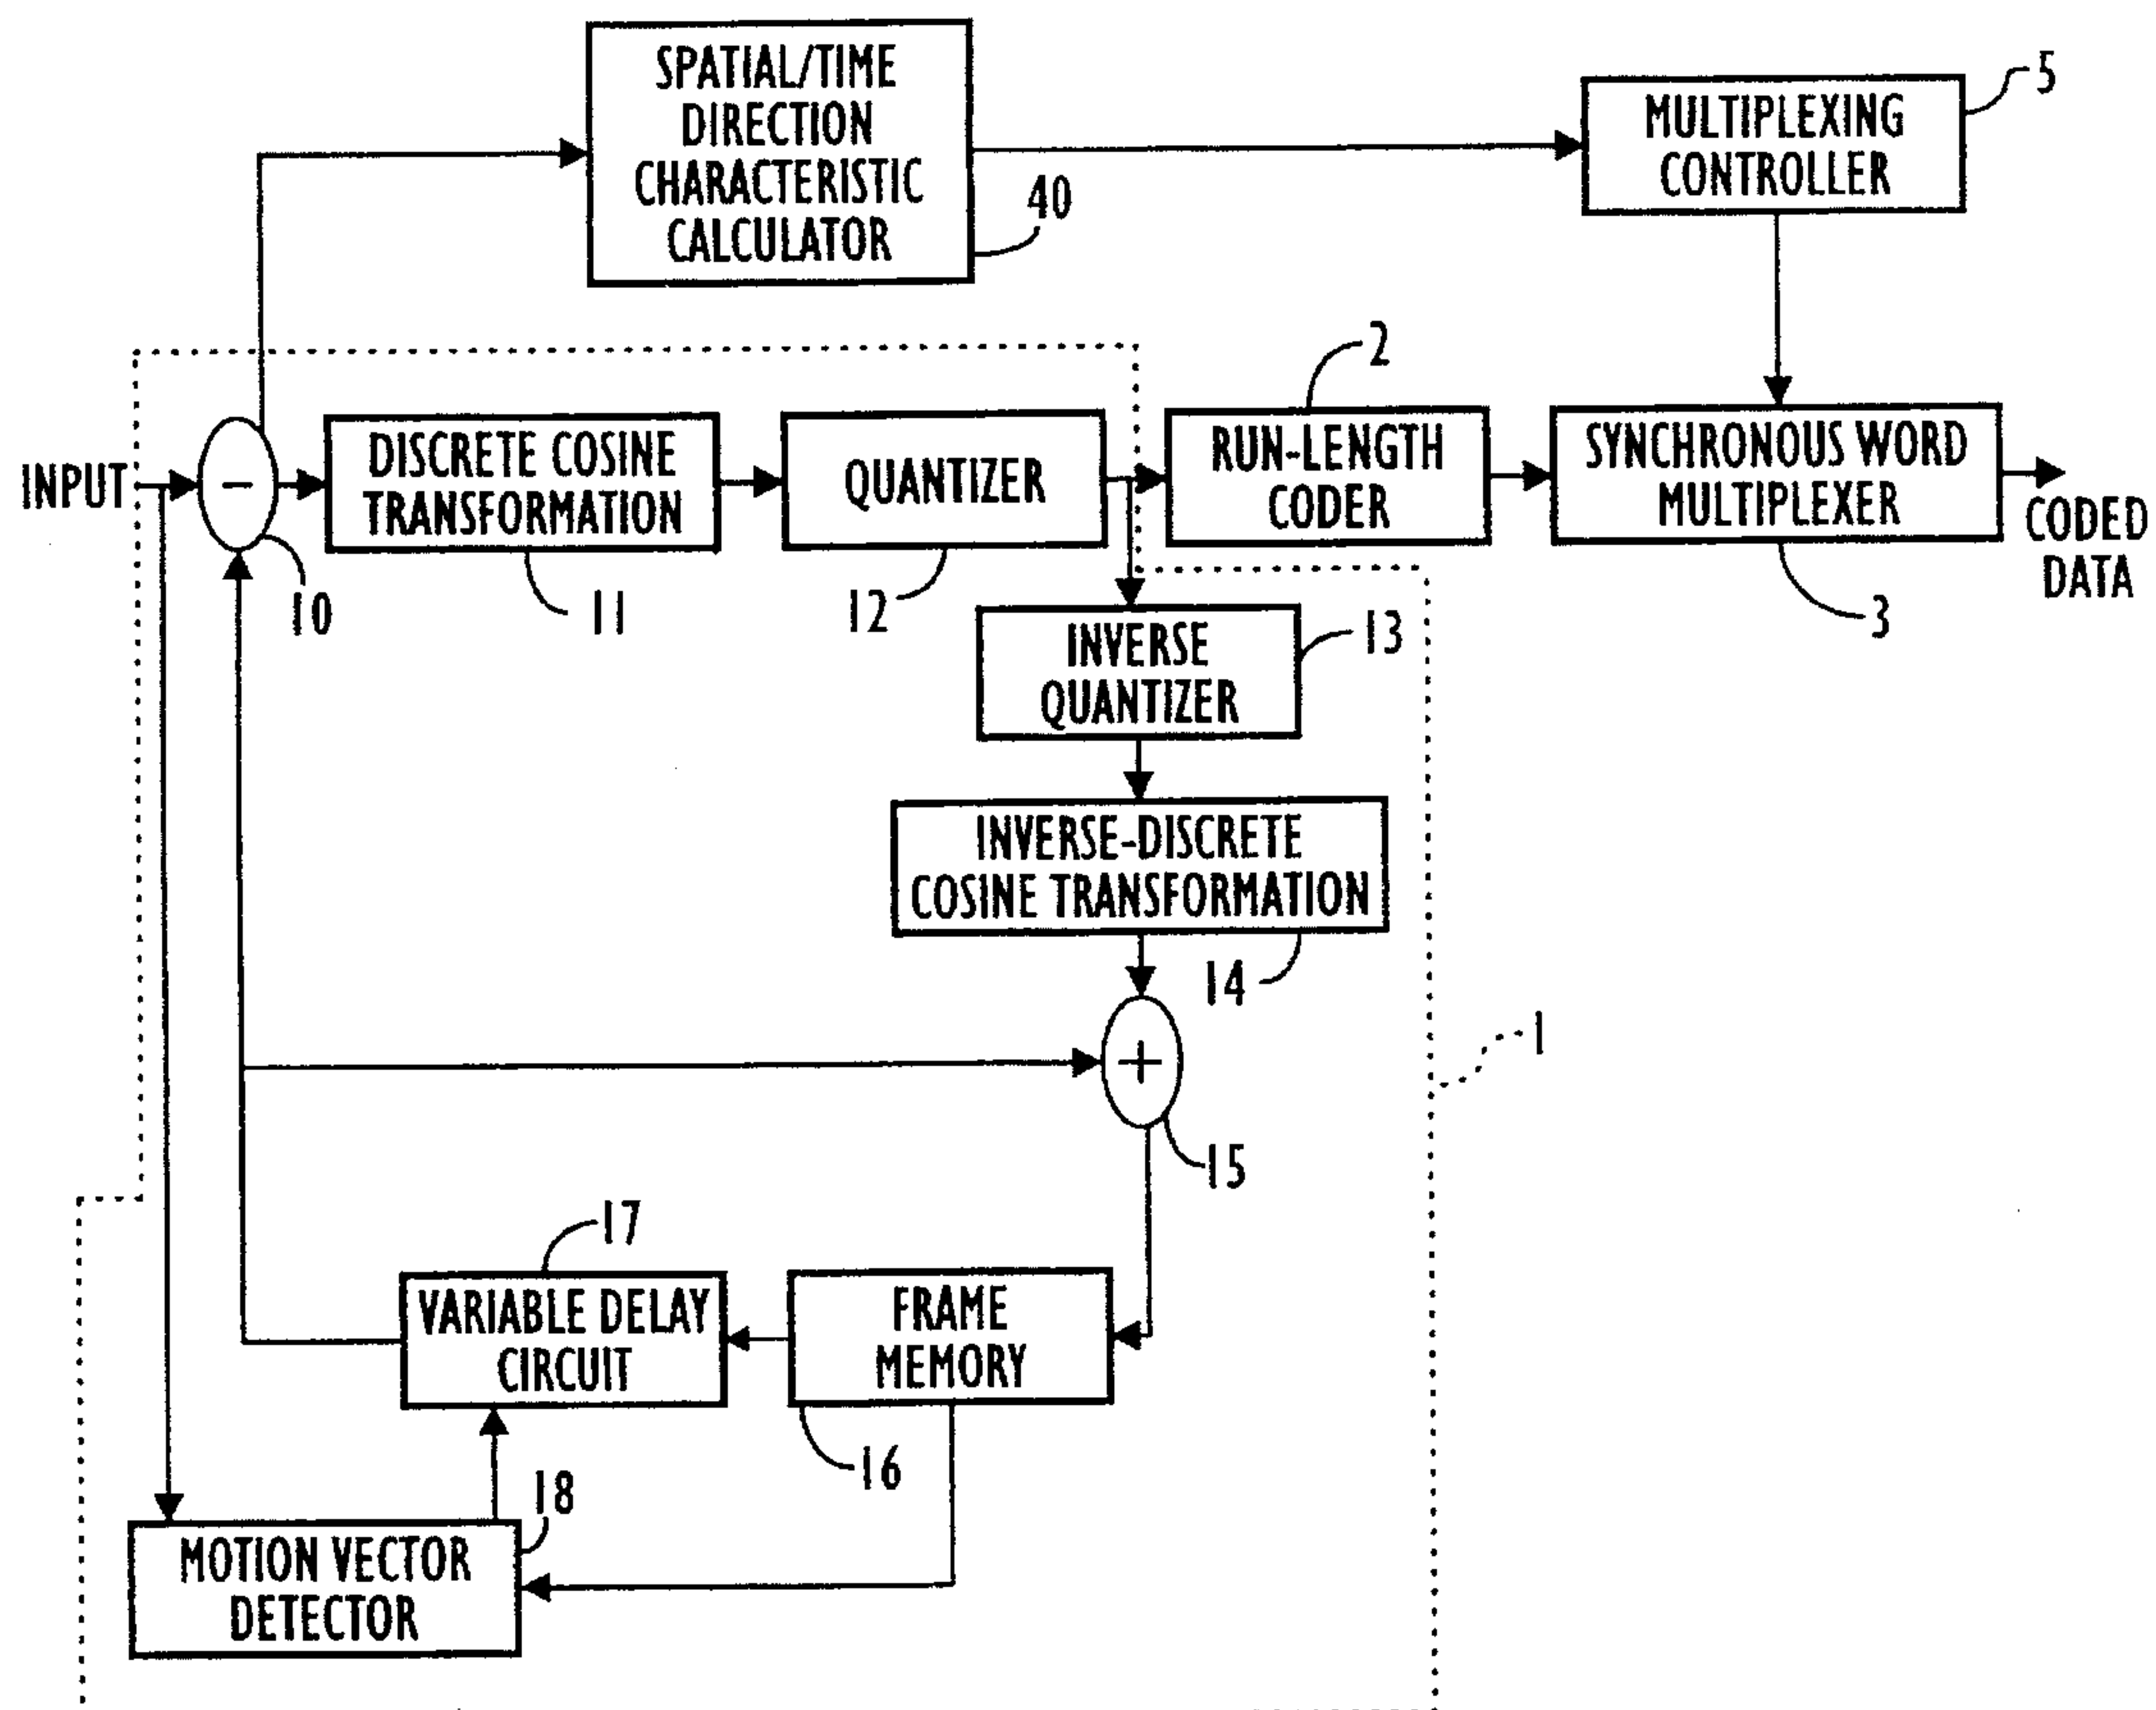 SPATIAL/TIME
DIRECTION
CHARACTERISTIC
CALCULATOR
40
MULTIPLEXING
CONTROLLER
5
INPUT
−
10
DISCRETE COSINE
TRANSFORMATION
11
QUANTIZER
12
RUN-LENGTH
CODER
2
SYNCHRONOUS WORD
MULTIPLEXER
3
CODED
DATA
INVERSE
QUANTIZER
13
INVERSE-DISCRETE
COSINE TRANSFORMATION
14
+
15
1
VARIABLE DELAY
CIRCUIT
17
FRAME
MEMORY
16
MOTION VECTOR
DETECTOR
18